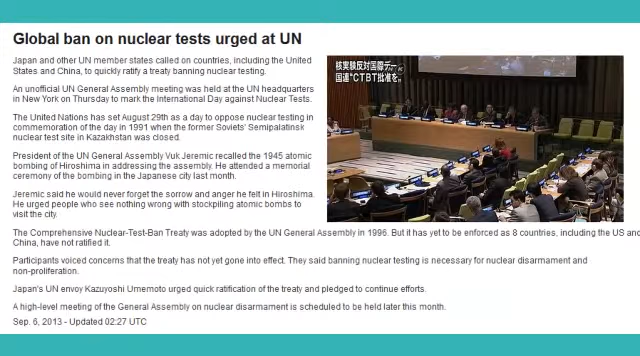 Global ban on nuclear tests urged at UN
Japan and other UN member states called on countries, including the United
States and China, to quickly ratify a treaty banning nuclear testing.
An unofficial UN General Assembly meeting was held at the UN headquarters
in New York on Thursday to mark the International Day against Nuclear Tests.
The United Nations has set August 29th as a day to oppose nuclear testing in
commemoration of the day in 1991 when the former Soviets' Semipalatinsk
nuclear test site in Kazakhstan was closed.
President of the UN General Assembly Vuk Jeremic recalled the 1945 atomic
bombing of Hiroshima in addressing the assembly. He attended a memorial
ceremony of the bombing in the Japanese city last month.
Jeremic said he would never forget the sorrow and anger he felt in Hiroshima.
He urged people who see nothing wrong with stockpiling atomic bombs to
visit the city.
核実験反対国際デー
国連“CTBT批准を„
The Comprehensive Nuclear-Test-Ban Treaty was adopted by the UN General Assembly in 1996. But it has yet to be enforced as 8 countries, including the US and
China, have not ratified it.
Participants voiced concerns that the treaty has not yet gone into effect. They said banning nuclear testing is necessary for nuclear disarmament and
non-proliferation.
Japan's UN envoy Kazuyoshi Umemoto urged quick ratification of the treaty and pledged to continue efforts.
A high-level meeting of the General Assembly on nuclear disarmament is scheduled to be held later this month.
Sep. 6, 2013 - Updated 02:27 UTC